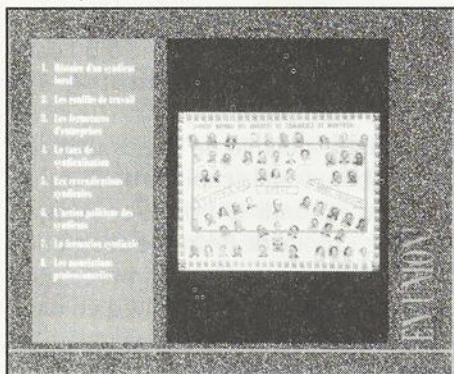 1. Histoire d'un syndicat
local
2. Les conflits de travail
3. Les fermetures
d'entreprises
4. Le taux de
syndicalisation
5. Les revendications
syndicales
6. L'action politique des
syndicats
7. La formation syndicale
8. Les associations
professionnelles
EN UNION